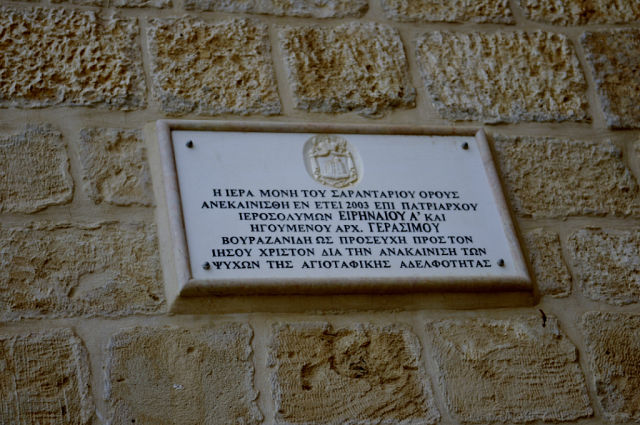 Η ΙΕΡΑ ΜΟΝΗ ΤΟΥ ΣΑΡΑΝΤΑΡΙΟΥ ΟΡΟΥΣ
ΑΝΕΚΑΙΝΙΣΘΗ ΕΝ ΕΤΕΙ 2003 ΕΠΙ ΠΑΤΡΙΑΡΧΟΥ
ΙΕΡΟΣΟΛΥΜΩΝ ΕΙΡΗΝΑΙΟΥ Α' ΚΑΙ
ΗΓΟΥΜΕΝΟΥ ΑΡΧ. ΓΕΡΑΣΙΜΟΥ
ΒΟΥΡΑΖΑΝΙΔΗ ΩΣ ΠΡΟΣΕΥΧΗ ΠΡΟΣ ΤΟΝ
ΙΗΣΟΥΝ ΧΡΙΣΤΟΝ ΔΙΑ ΤΗΝ ΑΝΑΚΑΙΝΙΣΗ ΤΩΝ
ΨΥΧΩΝ ΤΗΣ ΑΓΙΟΤΑΦΙΚΗΣ ΑΔΕΛΦΟΤΗΤΑΣ